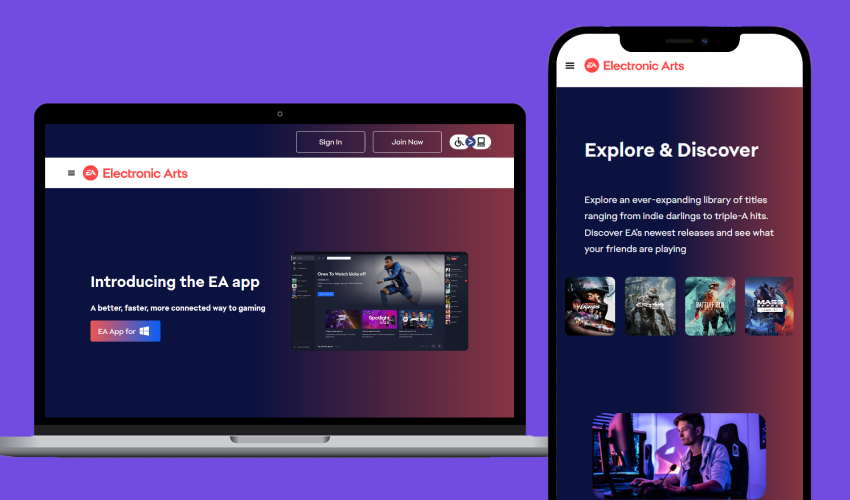 Sign In
Join Now
EA Electronic Arts
Introducing the EA app
A better, faster, more connected way to gaming
EA App for
Ones To Watch kicks off
Spotlight
EA Electronic Arts
Explore & Discover
Explore an ever-expanding library of titles
ranging from indie darlings to triple-A hits.
Discover EA's newest releases and see what
your friends are playing
BATTLEFIELD
MASS
EFFECT